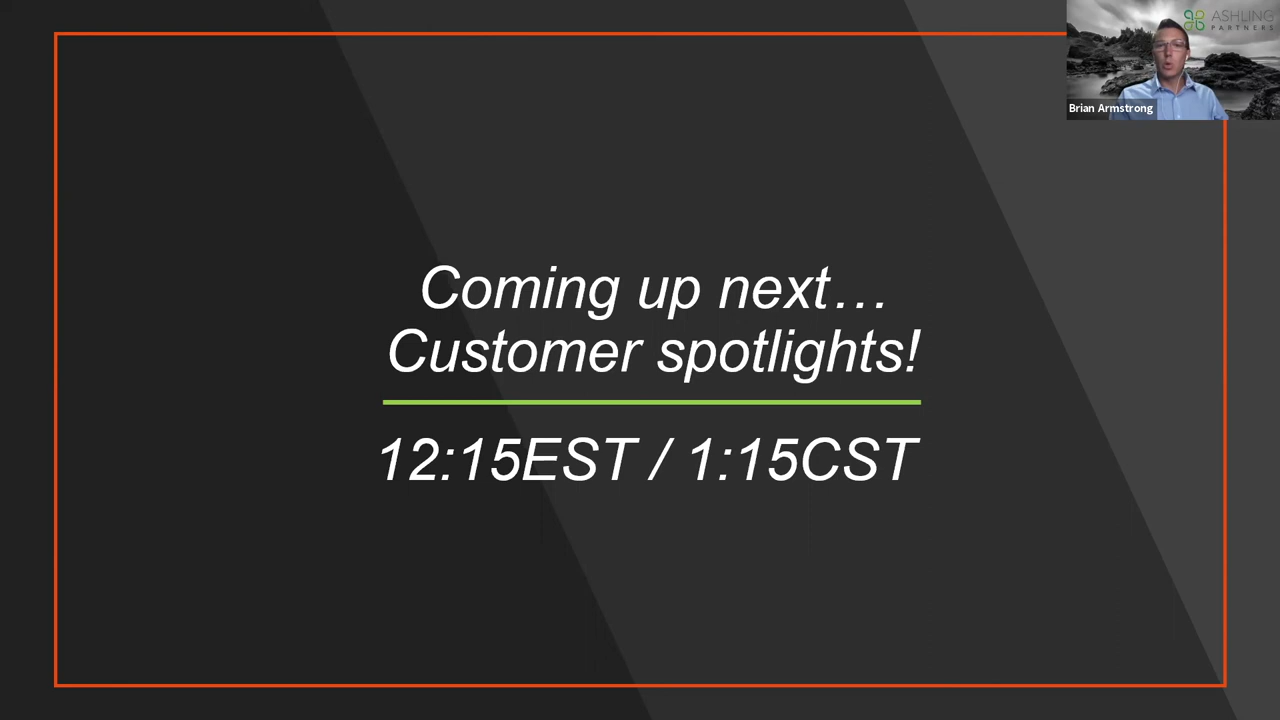 ASHLING
PARTNERS
Brian Armstrong
Coming up next…
Customer spotlights!
12:15EST / 1:15CST